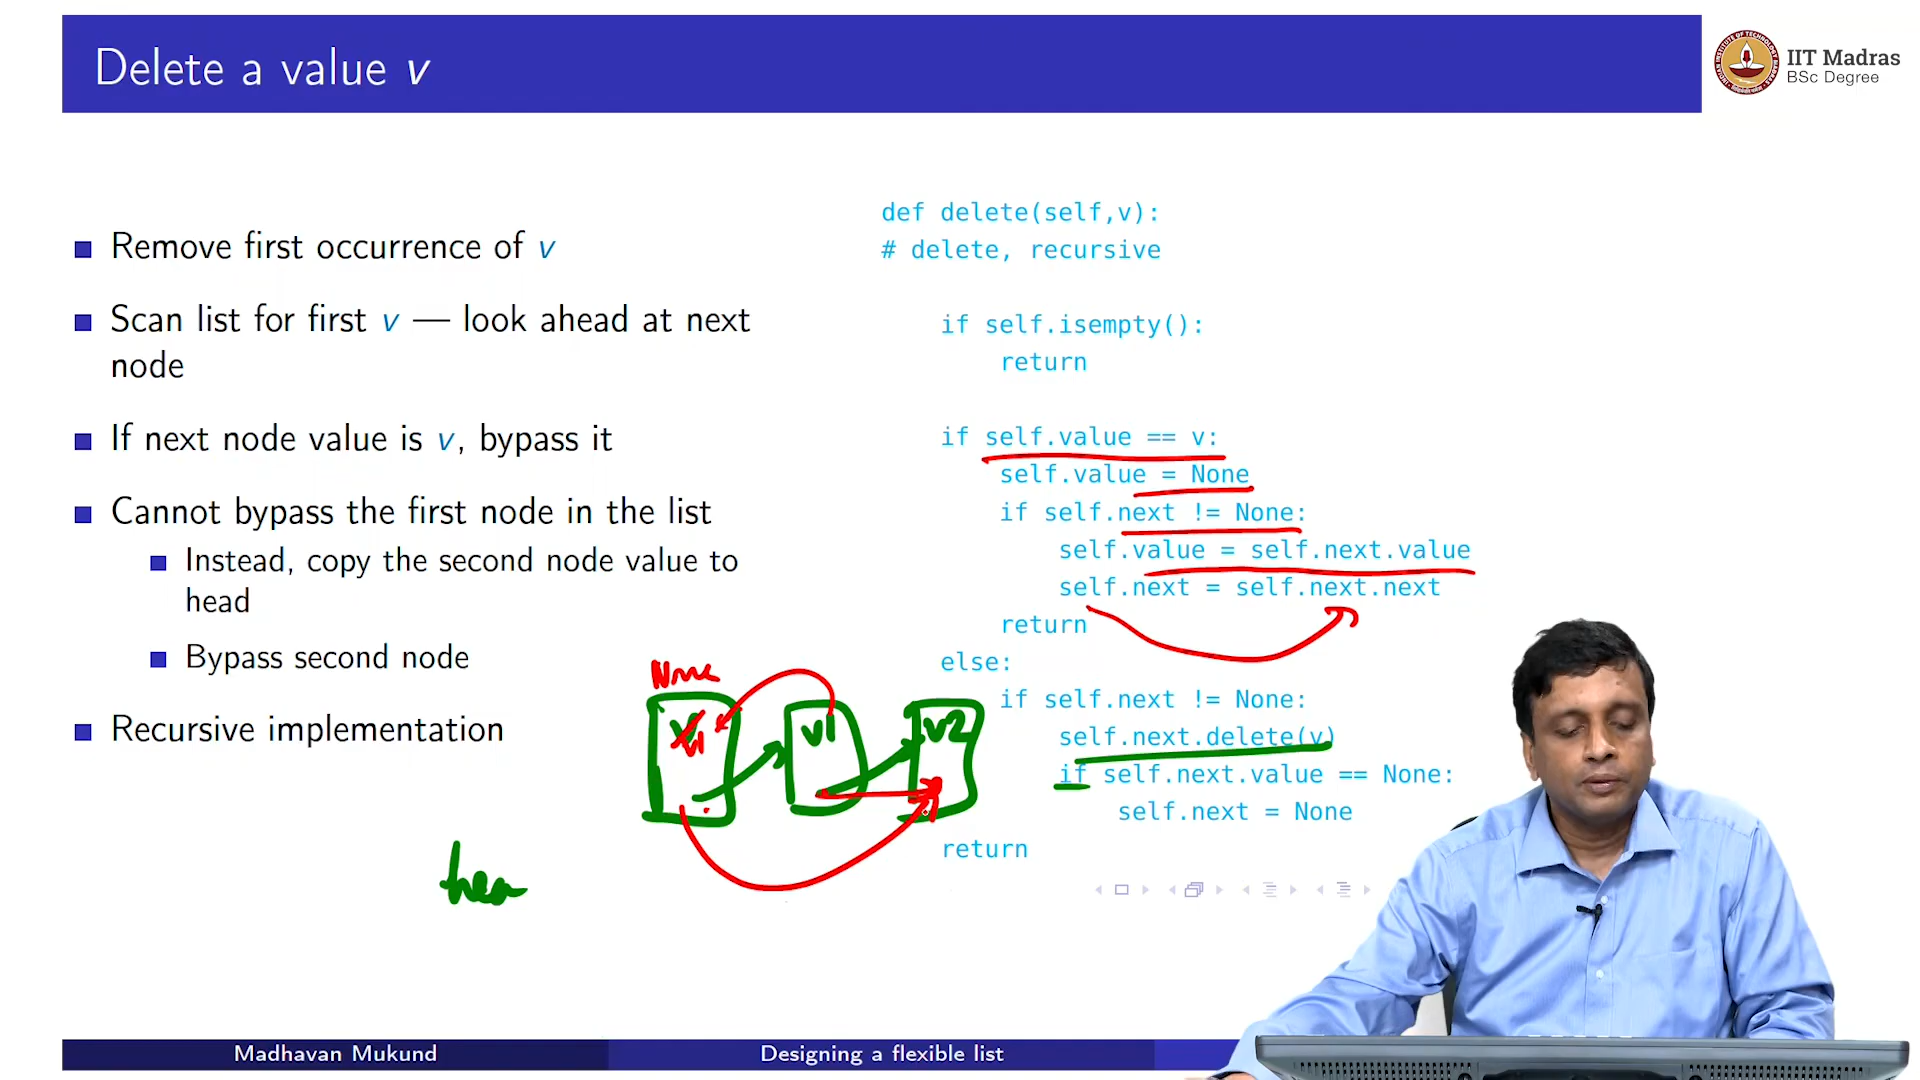 Delete a value v
IIT Madras
BSc Degree
Remove first occurrence of v
Scan list for first v — look ahead at next
node
If next node value is v, bypass it
Cannot bypass the first node in the list
Instead, copy the second node value to
head
Bypass second node
Recursive implementation
def delete(self,v):
# delete, recursive
if self.isempty():
return
if self.value == v:
self.value = None
if self.next != None:
self.value = self.next.value
self.next = self.next.next
return
else:
if self.next != None:
self.next.delete(v)
if self.next.value == None:
self.next = None
return
None
v1
v1
v2
hea
Madhavan Mukund
Designing a flexible list